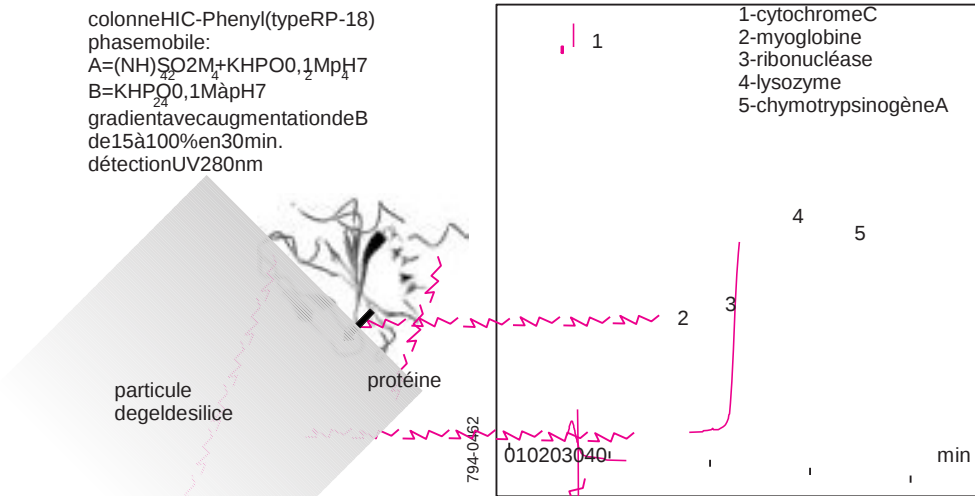 colonneHIC-Phenyl(typeRP-18)
phasemobile:
A=(NH)SO2M+KHPO0,1MpH7
42 4 2 4
B=KHPO0,1MàpH7
24
gradientavecaugmentationdeB
de15à100%en30min.
détectionUV280nm
1-cytochromeC
2-myoglobine
3-ribonucléase
4-lysozyme
5-chymotrypsinogèneA
1
4
5
3
2
particule
degeldesilice
protéine
794-0462
010203040
min